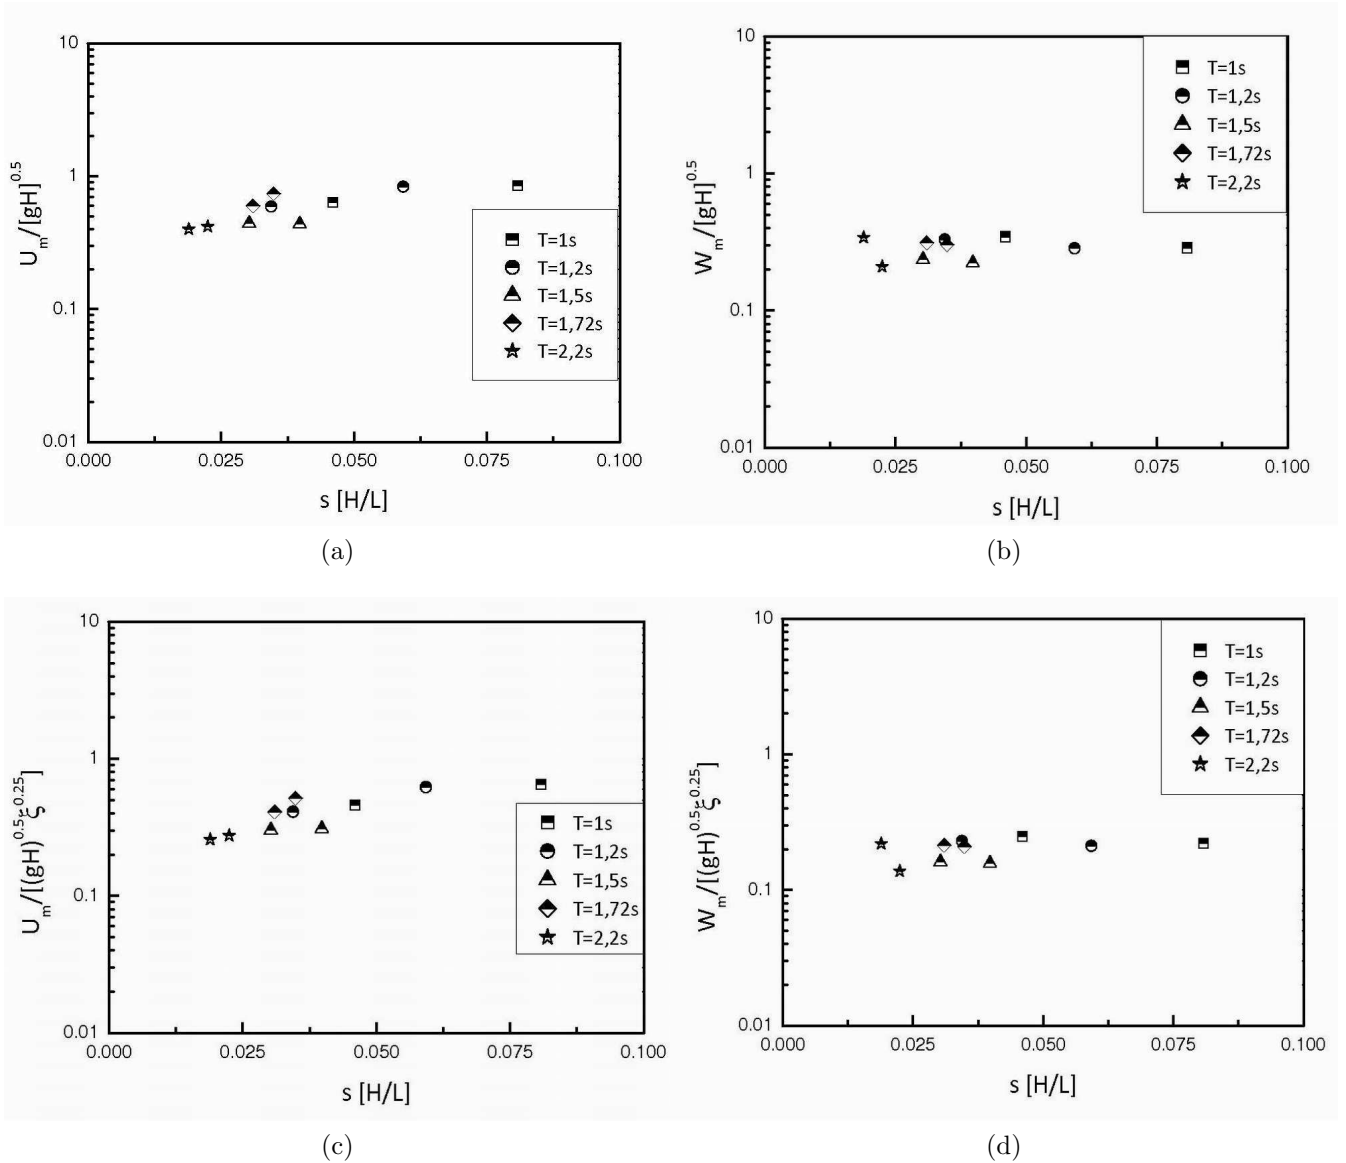 10
1
0.1
0.01
U_m/[gH]^0.5
0.000 0.025 0.050 0.075 0.100
s [H/L]
T=1s
T=1,2s
T=1,5s
T=1,72s
T=2,2s
(a)
10
1
0.1
0.01
W_m/[gH]^0.5
0.000 0.025 0.050 0.075 0.100
s [H/L]
T=1s
T=1,2s
T=1,5s
T=1,72s
T=2,2s
(b)
10
1
0.1
0.01
U_m/[(gH)^0.5ξ^0.25]
0.000 0.025 0.050 0.075 0.100
s [H/L]
T=1s
T=1,2s
T=1,5s
T=1,72s
T=2,2s
(c)
10
1
0.1
0.01
W_m/[(gH)^0.5ξ^0.25]
0.000 0.025 0.050 0.075 0.100
s [H/L]
T=1s
T=1,2s
T=1,5s
T=1,72s
T=2,2s
(d)